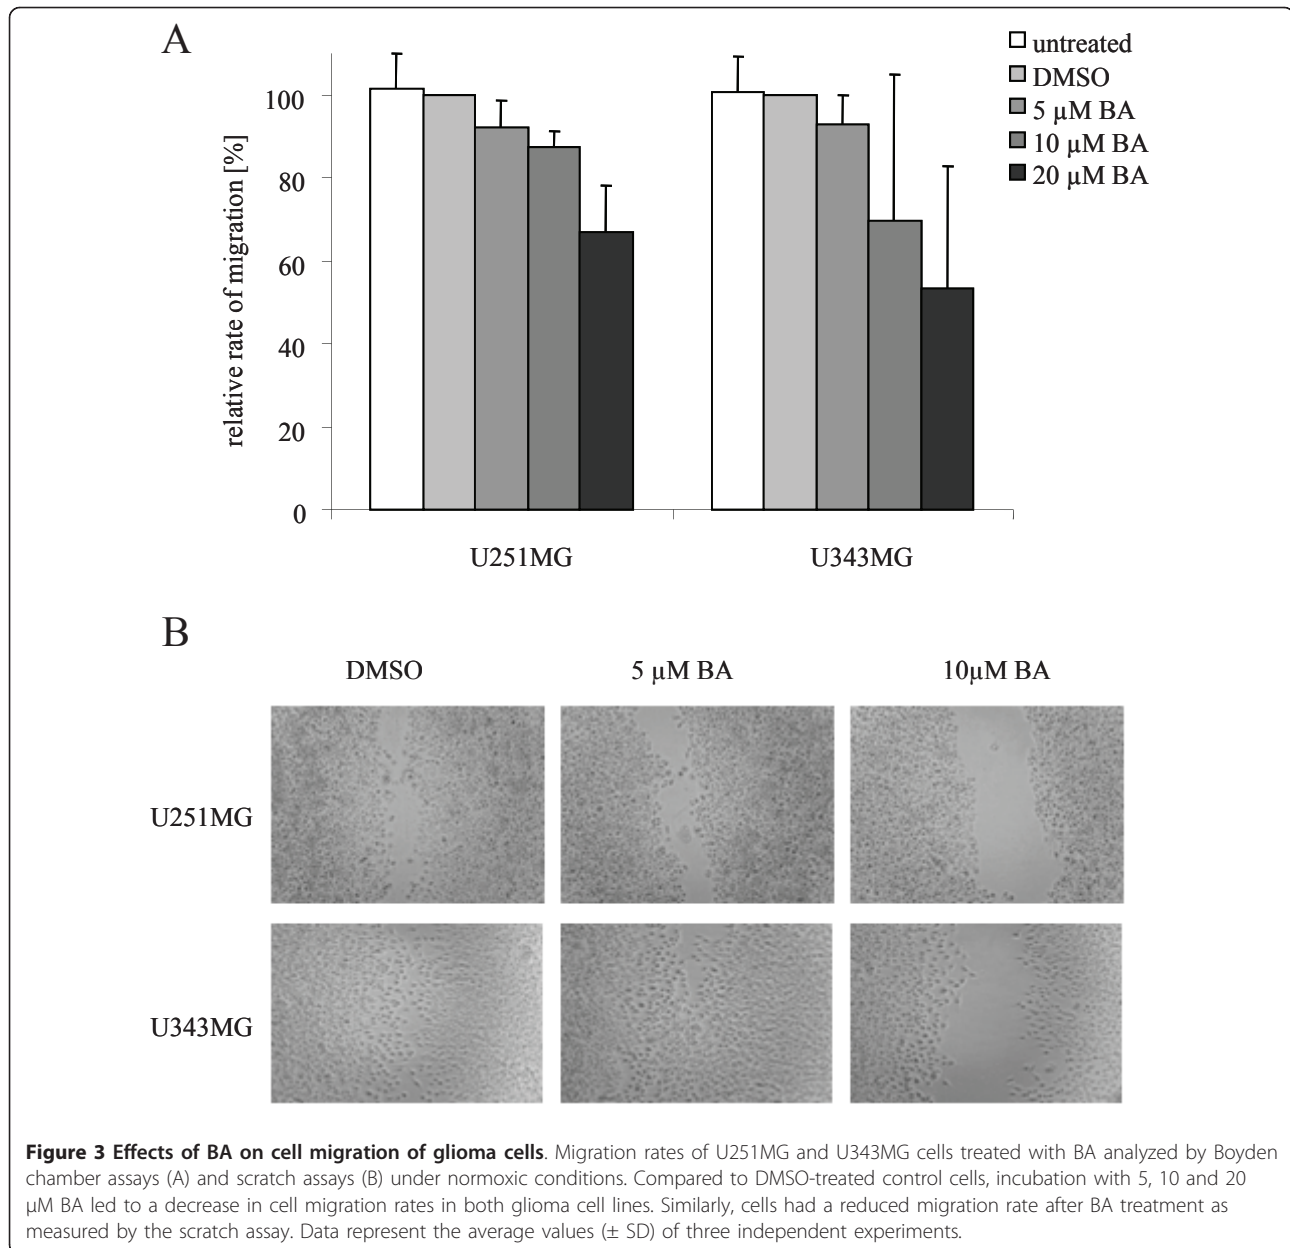 A
untreated
DMSO
5 µM BA
10 µM BA
20 µM BA
relative rate of migration [%]
100
80
60
40
20
0
U251MG U343MG
B
DMSO 5 µM BA 10µM BA
U251MG
U343MG
Figure 3 Effects of BA on cell migration of glioma cells. Migration rates of U251MG and U343MG cells treated with BA analyzed by Boyden
chamber assays (A) and scratch assays (B) under normoxic conditions. Compared to DMSO-treated control cells, incubation with 5, 10 and 20
µM BA led to a decrease in cell migration rates in both glioma cell lines. Similarly, cells had a reduced migration rate after BA treatment as
measured by the scratch assay. Data represent the average values (± SD) of three independent experiments.